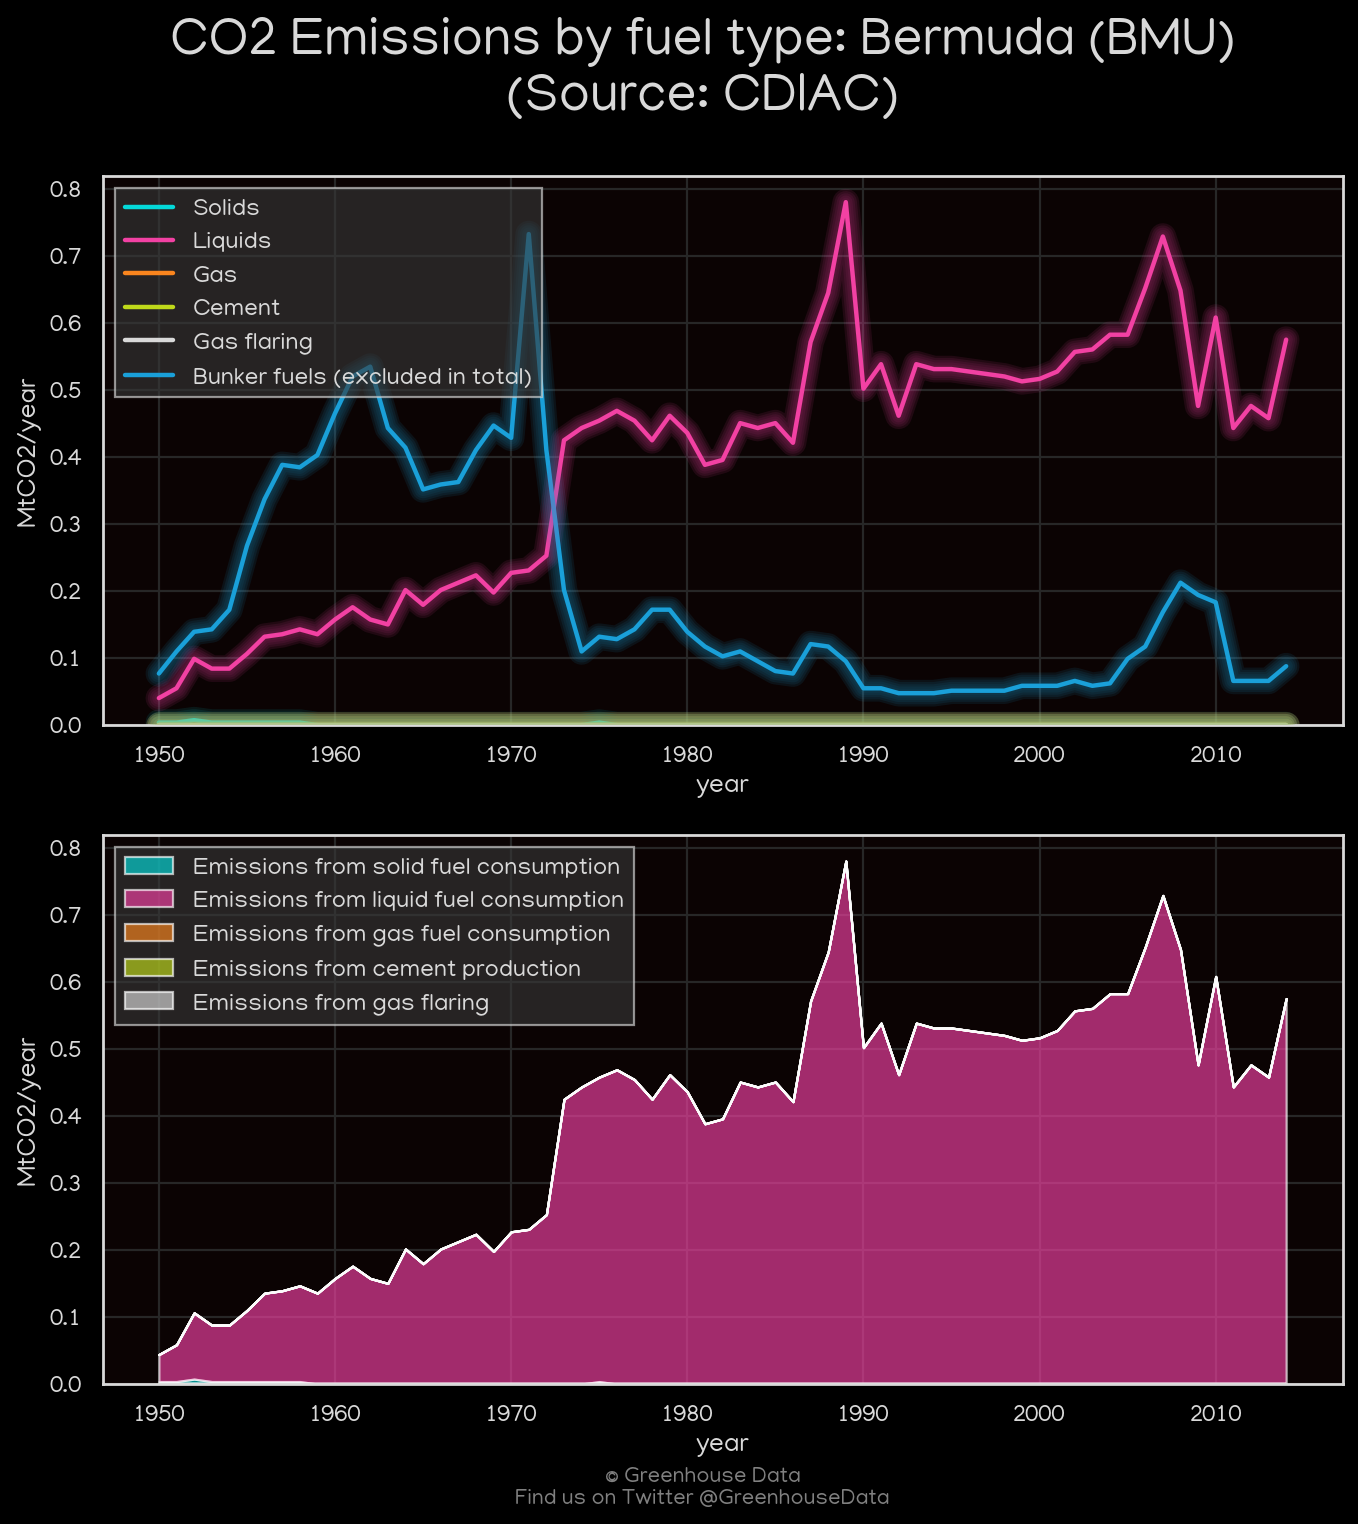 CO2 Emissions by fuel type: Bermuda (BMU)
(Source: CDIAC)
0.8
0.7
0.6
0.5
0.4
0.3
0.2
0.1
0.0
MtCO2/year
Solids
Liquids
Gas
Cement
Gas flaring
Bunker fuels (excluded in total)
1950 1960 1970 1980 1990 2000 2010
year
0.8
0.7
0.6
0.5
0.4
0.3
0.2
0.1
0.0
MtCO2/year
Emissions from solid fuel consumption
Emissions from liquid fuel consumption
Emissions from gas fuel consumption
Emissions from cement production
Emissions from gas flaring
1950 1960 1970 1980 1990 2000 2010
year
© Greenhouse Data
Find us on Twitter @GreenhouseData